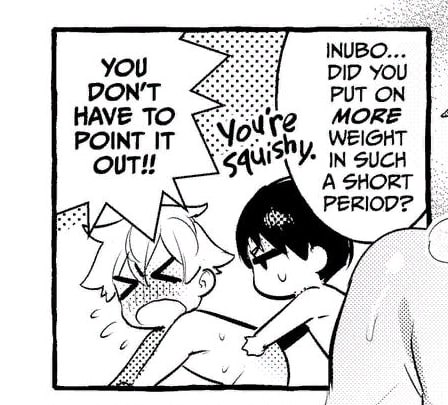 INUBO...
DID YOU
PUT ON
MORE
WEIGHT
IN SUCH
A SHORT
PERIOD?
You're
squishy.
YOU
DON'T
HAVE TO
POINT IT
OUT!!